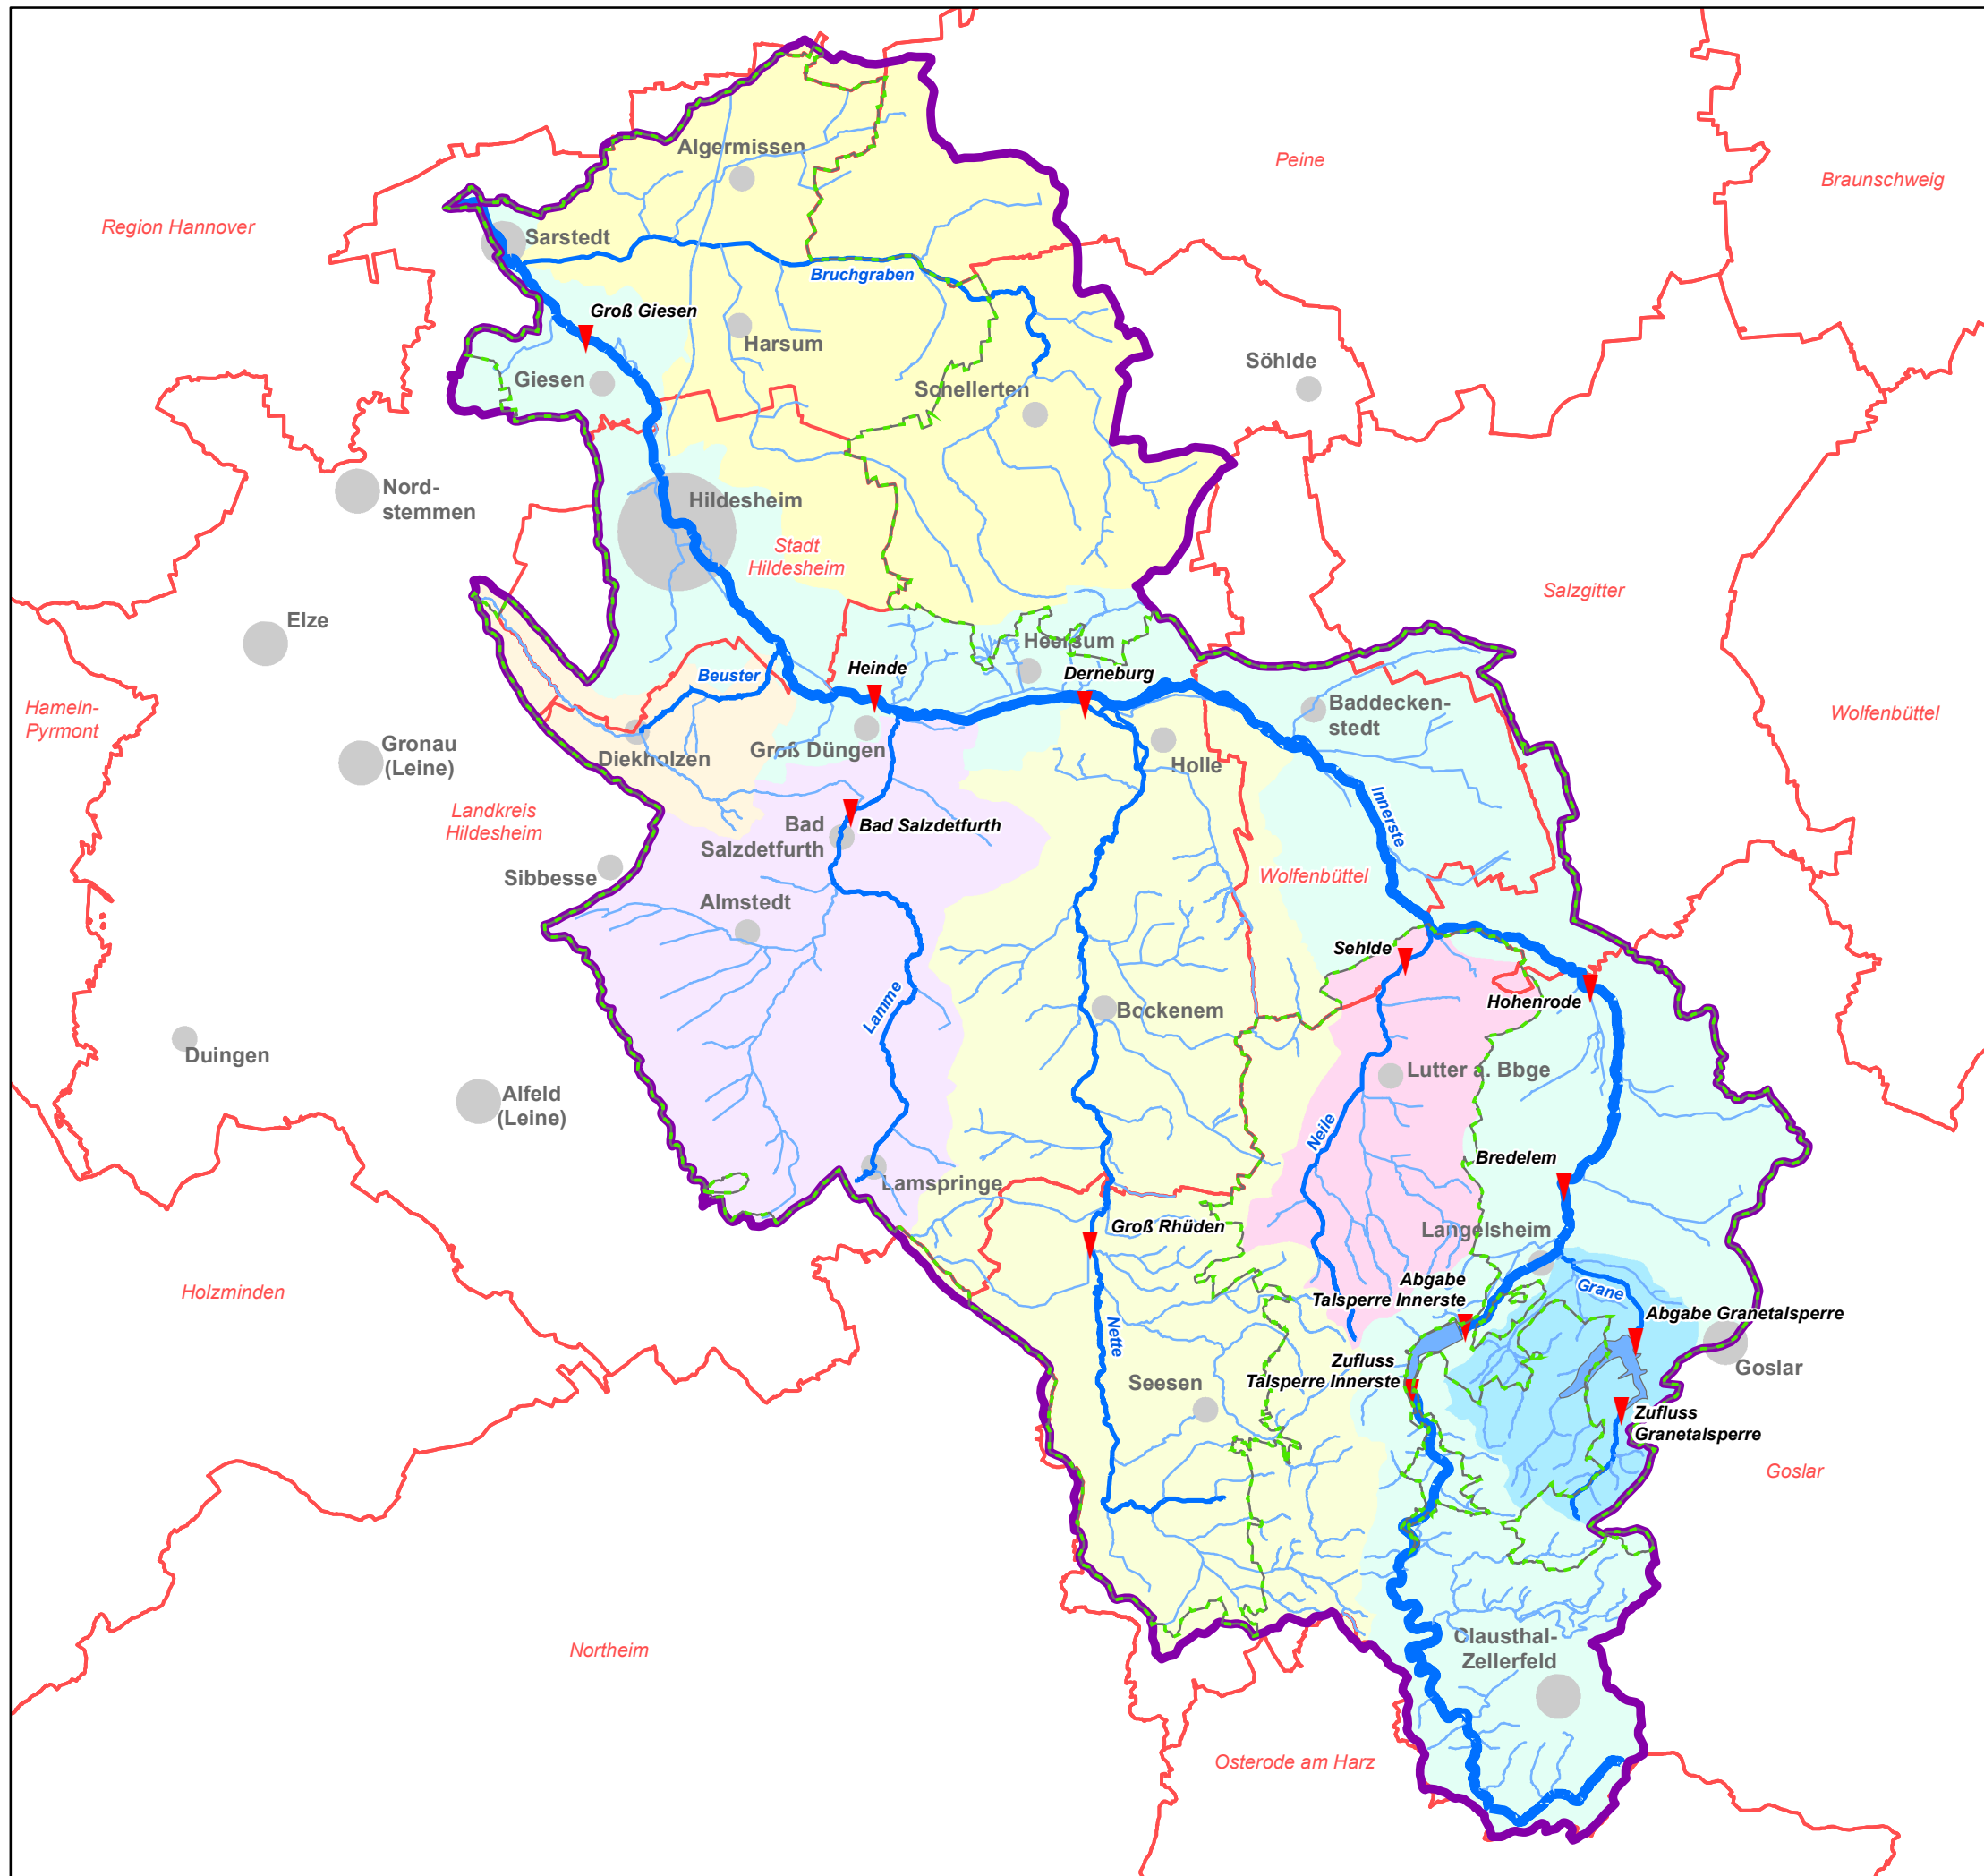 Algermissen
Peine
Braunschweig
Region Hannover
Sarstedt
Bruchgraben
Groß Giesen
Harsum
Giesen
Schellerten
Söhlde
Nord-
stemmen
Hildesheim
Stadt
Hildesheim
Salzgitter
Elze
Heersum
Heinde
Derneburg
Beuster
Hameln-
Pyrmont
Baddecken-
stedt
Wolfenbüttel
Gronau
(Leine)
Diekholzen
Groß Düngen
Holle
Innerste
Landkreis
Hildesheim
Bad
Salzdetfurth
Bad Salzdetfurth
Sibbesse
Wolfenbüttel
Almstedt
Sehlde
Hohenrode
Lamme
Bockenem
Duingen
Lutter a. Bbge
Alfeld
(Leine)
Neile
Bredelem
Lamspringe
Groß Rhüden
Langelsheim
Holzminden
Abgabe
Talsperre Innerste
Grane
Abgabe Granetalsperre
Nette
Goslar
Zufluss
Talsperre Innerste
Seesen
Zufluss
Granetalsperre
Goslar
Northeim
Clausthal-
Zellerfeld
Osterode am Harz